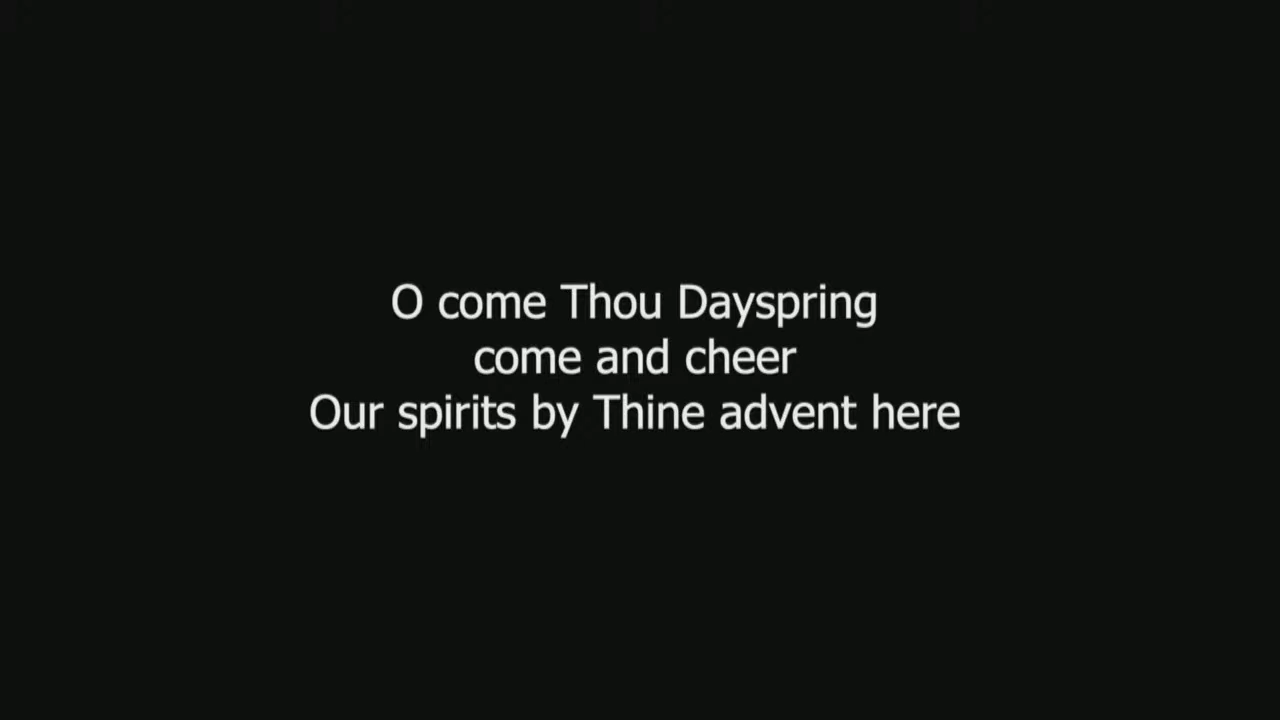 O come Thou Dayspring
come and cheer
Our spirits by Thine advent here